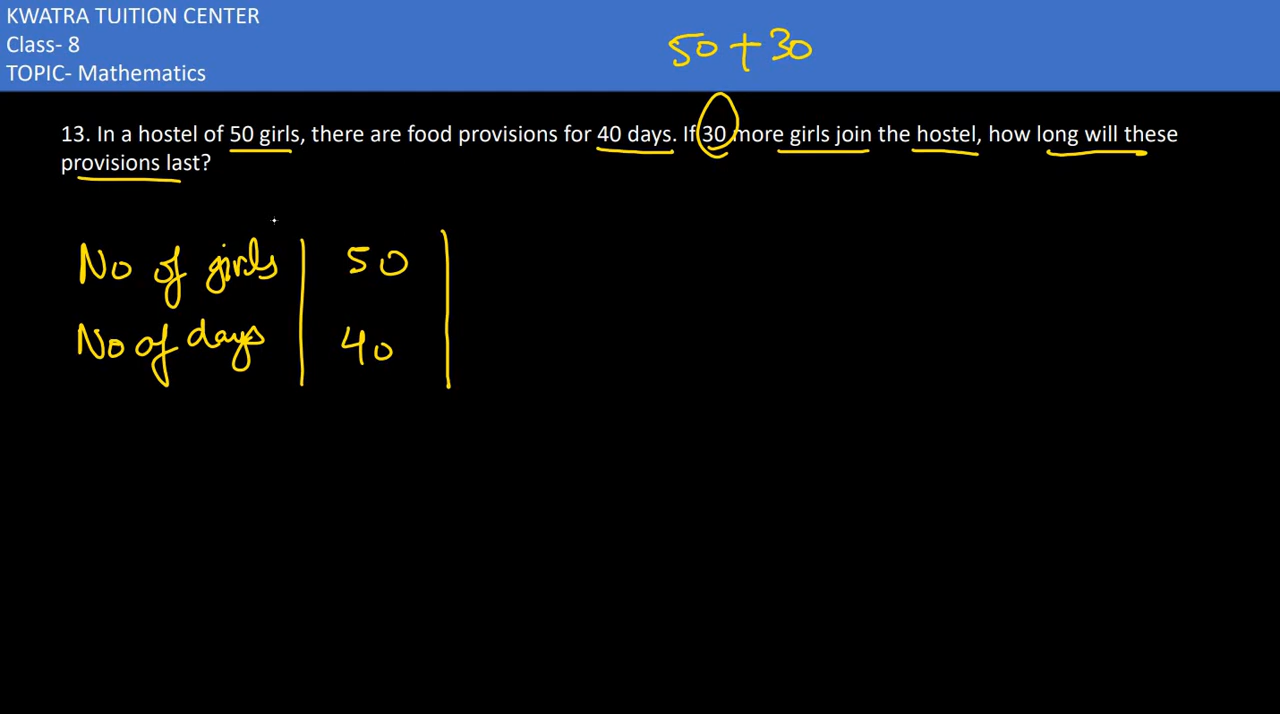 KWATRA TUITION CENTER
Class- 8
TOPIC- Mathematics
50 + 30
13. In a hostel of 50 girls, there are food provisions for 40 days. If 30 more girls join the hostel, how long will these
provisions last?
No of girls | 50 |
No of days | 40 |